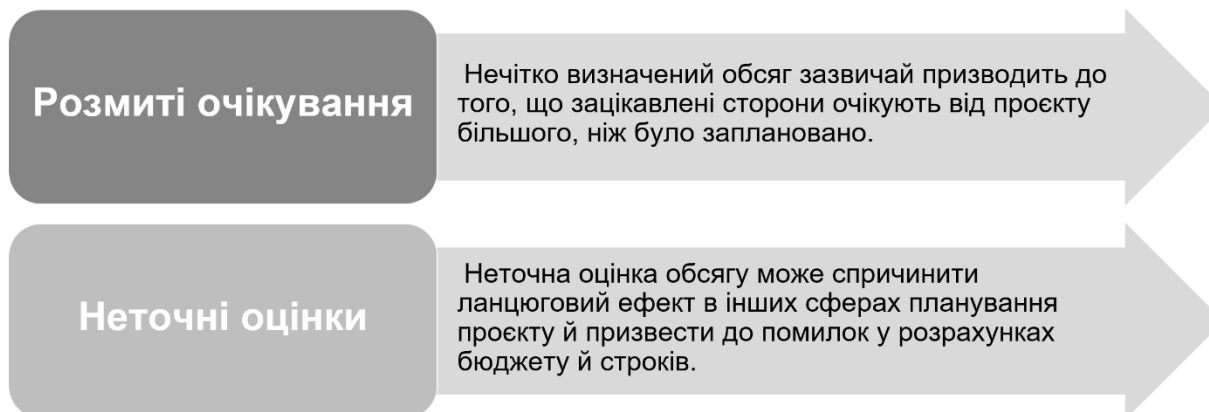 Розмиті очікування
Нечітко визначений обсяг зазвичай призводить до
того, що зацікавлені сторони очікують від проєкту
більшого, ніж було заплановано.
Неточні оцінки
Неточна оцінка обсягу може спричинити
ланцюговий ефект в інших сферах планування
проєкту й призвести до помилок у розрахунках
бюджету й строків.